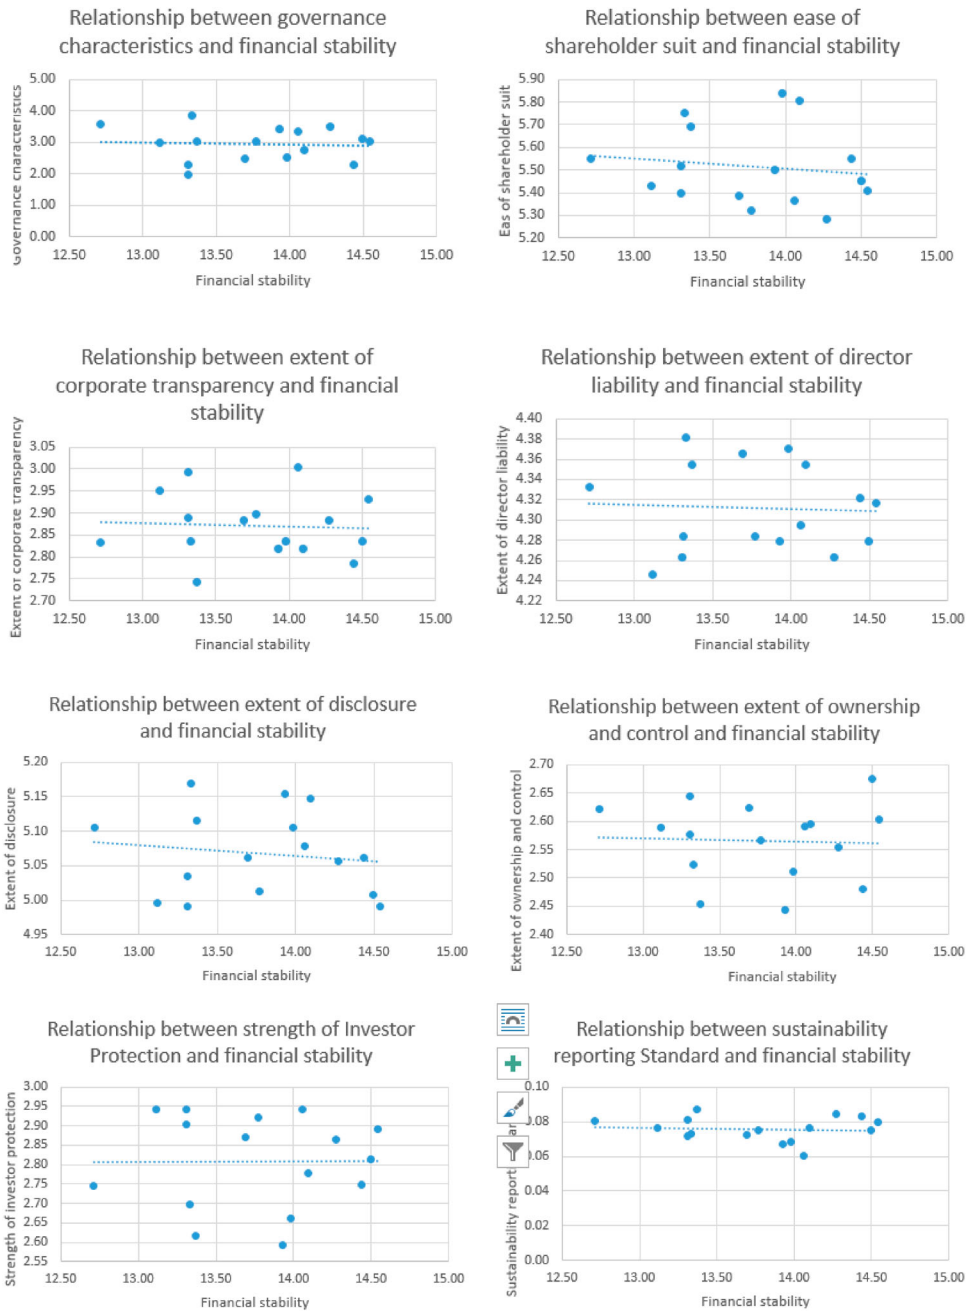 Relationship between governance
characteristics and financial stability
Governance characteristics
5.00
4.00
3.00
2.00
1.00
0.00
12.50 13.00 13.50 14.00 14.50 15.00
Financial stability
Relationship between ease of
shareholder suit and financial stability
Eas of shareholder suit
5.90
5.80
5.70
5.60
5.50
5.40
5.30
5.20
12.50 13.00 13.50 14.00 14.50 15.00
Financial stability
Relationship between extent of
corporate transparency and financial
stability
Extent of corporate transparency
3.05
3.00
2.95
2.90
2.85
2.80
2.75
2.70
12.50 13.00 13.50 14.00 14.50 15.00
Financial stability
Relationship between extent of director
liability and financial stability
Extent of director liability
4.40
4.38
4.36
4.34
4.32
4.30
4.28
4.26
4.24
4.22
12.50 13.00 13.50 14.00 14.50 15.00
Financial stability
Relationship between extent of disclosure
and financial stability
Extent of disclosure
5.20
5.15
5.10
5.05
5.00
4.95
12.50 13.00 13.50 14.00 14.50 15.00
Financial stability
Relationship between extent of ownership
and control and financial stability
Extent of ownership and control
2.70
2.65
2.60
2.55
2.50
2.45
2.40
12.50 13.00 13.50 14.00 14.50 15.00
Financial stability
Relationship between strength of Investor
Protection and financial stability
Strength of investor protection
3.00
2.95
2.90
2.85
2.80
2.75
2.70
2.65
2.60
2.55
12.50 13.00 13.50 14.00 14.50 15.00
Financial stability
Relationship between sustainability
reporting Standard and financial stability
Sustainability report
0.10
0.08
0.06
0.04
0.02
0.00
12.50 13.00 13.50 14.00 14.50 15.00
Financial stability